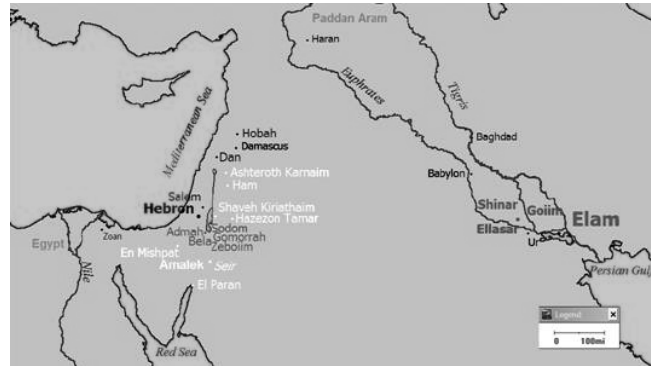 Paddan Aram
Haran
Euphrates
Tigris
Mediterranean Sea
Hobah
Damascus
Baghdad
Dan
Ashteroth Karnaim
Ham
Babylon
Salem
Hebron
Shaveh Kiriathaim
Hazezon Tamar
Shinar
Goiim
Elam
Ellasar
Ur
Admah
Sodom
Bela
Gomorrah
Zeboiim
Zoan
Egypt
En Mishpat
Amalek
Seir
Nile
El Paran
Persian Gulf
Red Sea
Legend
0 100mi